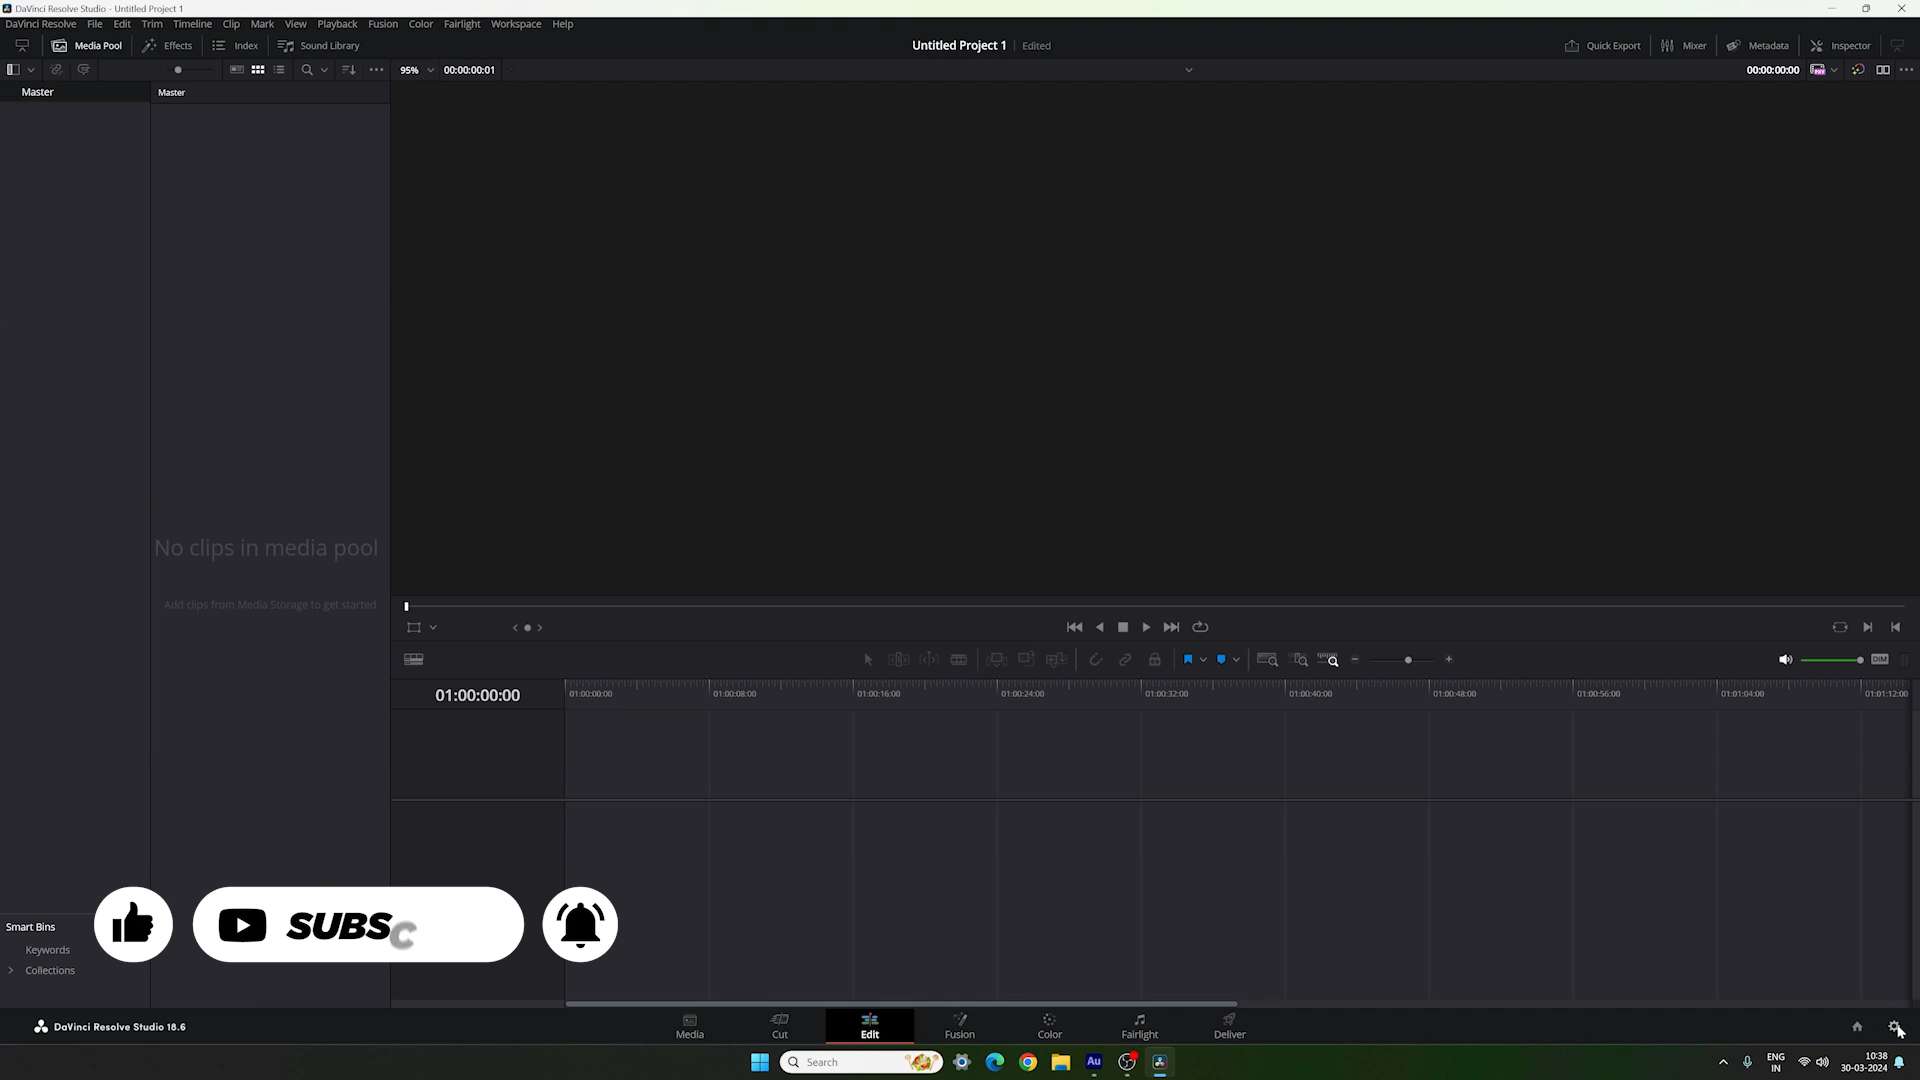 DaVinci Resolve Studio - Untitled Project 1
DaVinci Resolve File Edit Trim Timeline Clip Mark View Playback Fusion Color Fairlight Workspace Help
Media Pool Effects Index Sound Library Untitled Project 1 Edited Quick Export Mixer Metadata Inspector
95% 00:00:00:01 00:00:00:00
Master Master
No clips in media pool
Add clips from Media Storage to get started
DIM
01:00:00:00 01:00:00:00 01:00:08:00 01:00:16:00 01:00:24:00 01:00:32:00 01:00:40:00 01:00:48:00 01:00:56:00 01:01:04:00 01:01:12:00
SUBSC
Smart Bins
Keywords
Collections
DaVinci Resolve Studio 18.6
Media Cut Edit Fusion Color Fairlight Deliver
Search Au ENG
IN
10:38
30-03-2024